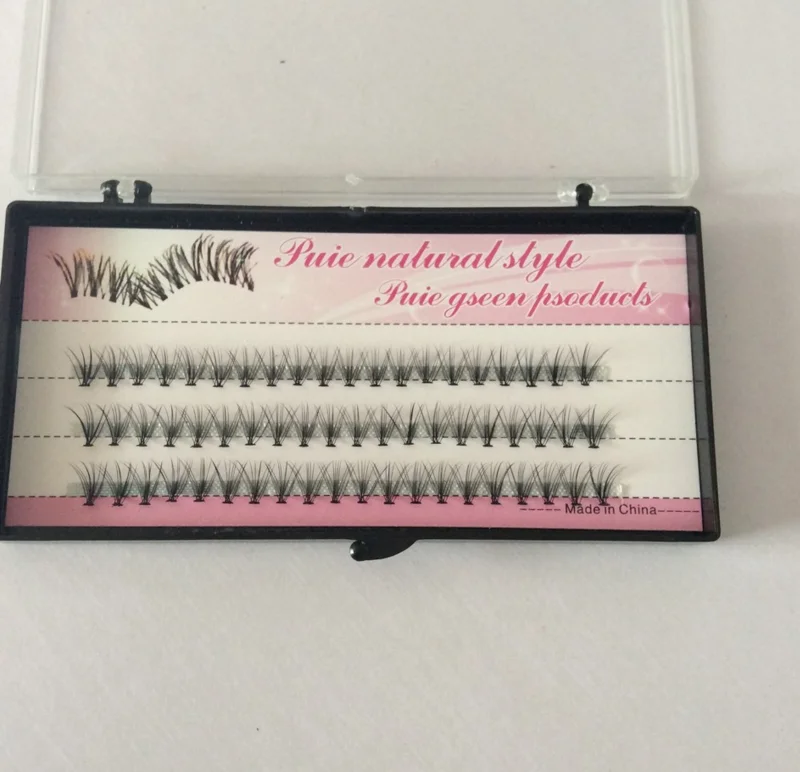 Puie natural style
Puie gseen psoducts
----- Made in China-----